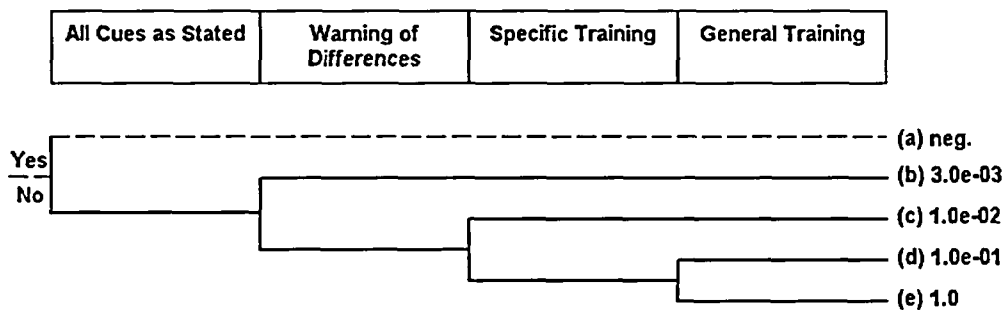 All Cues as Stated
Warning of
Differences
Specific Training
General Training
Yes
No
(a) neg.
(b) 3.0e-03
(c) 1.0e-02
(d) 1.0e-01
(e) 1.0